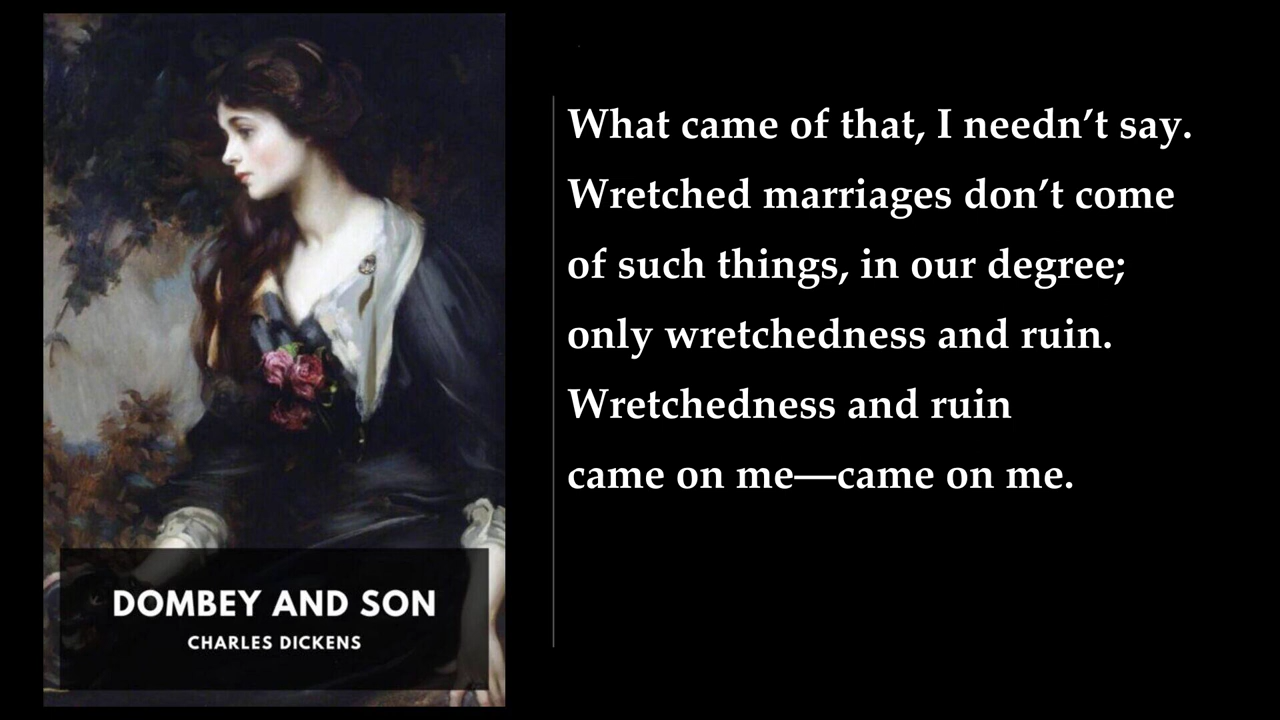 What came of that, I needn’t say.
Wretched marriages don’t come
of such things, in our degree;
only wretchedness and ruin.
Wretchedness and ruin
came on me—came on me.
DOMBEY AND SON
CHARLES DICKENS